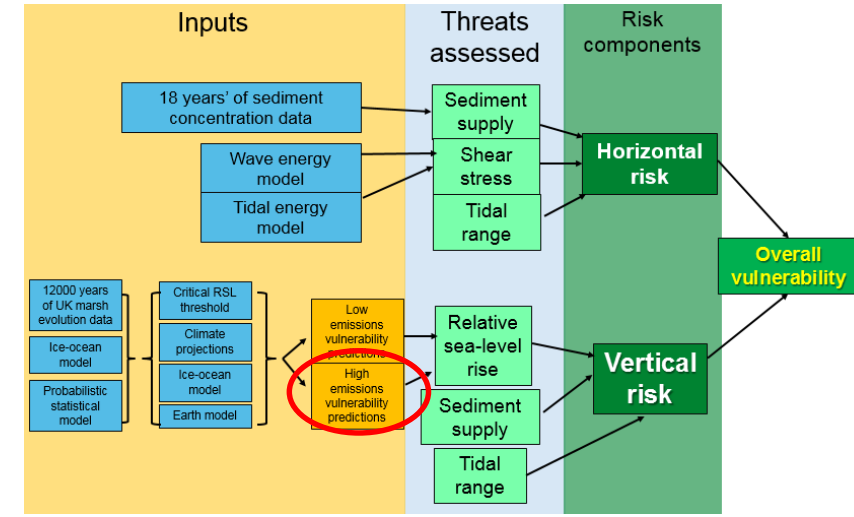 Inputs
Threats
assessed
Risk
components
18 years’ of sediment
concentration data
Sediment
supply
Wave energy
model
Shear
stress
Horizontal
risk
Tidal energy
model
Tidal
range
Overall
vulnerability
12000 years
of UK marsh
evolution data
Ice-ocean
model
Probabilistic
statistical
model
Critical RSL
threshold
Climate
projections
Ice-ocean
model
Earth model
Low
emissions
vulnerability
predictions
High
emissions
vulnerability
predictions
Relative
sea-level
rise
Sediment
supply
Tidal
range
Vertical
risk